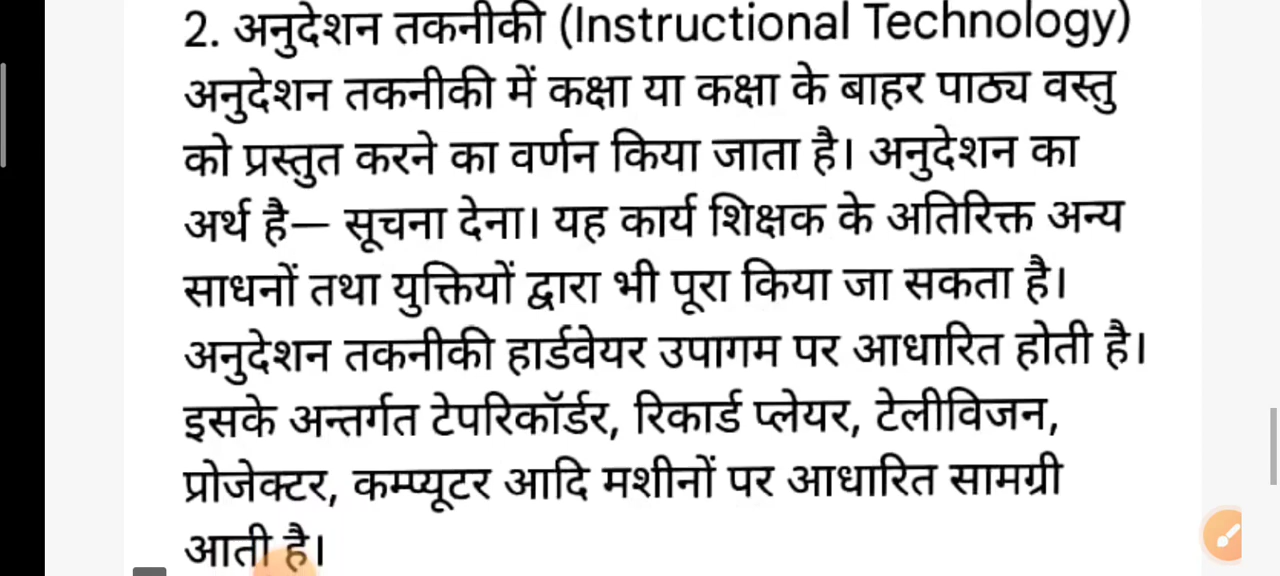 2. अनुदेशन तकनीकी (Instructional Technology)
अनुदेशन तकनीकी में कक्षा या कक्षा के बाहर पाठ्य वस्तु
को प्रस्तुत करने का वर्णन किया जाता है। अनुदेशन का
अर्थ है— सूचना देना। यह कार्य शिक्षक के अतिरिक्त अन्य
साधनों तथा युक्तियों द्वारा भी पूरा किया जा सकता है।
अनुदेशन तकनीकी हार्डवेयर उपागम पर आधारित होती है।
इसके अन्तर्गत टेपरिकॉर्डर, रिकार्ड प्लेयर, टेलीविजन,
प्रोजेक्टर, कम्प्यूटर आदि मशीनों पर आधारित सामग्री
आती है।